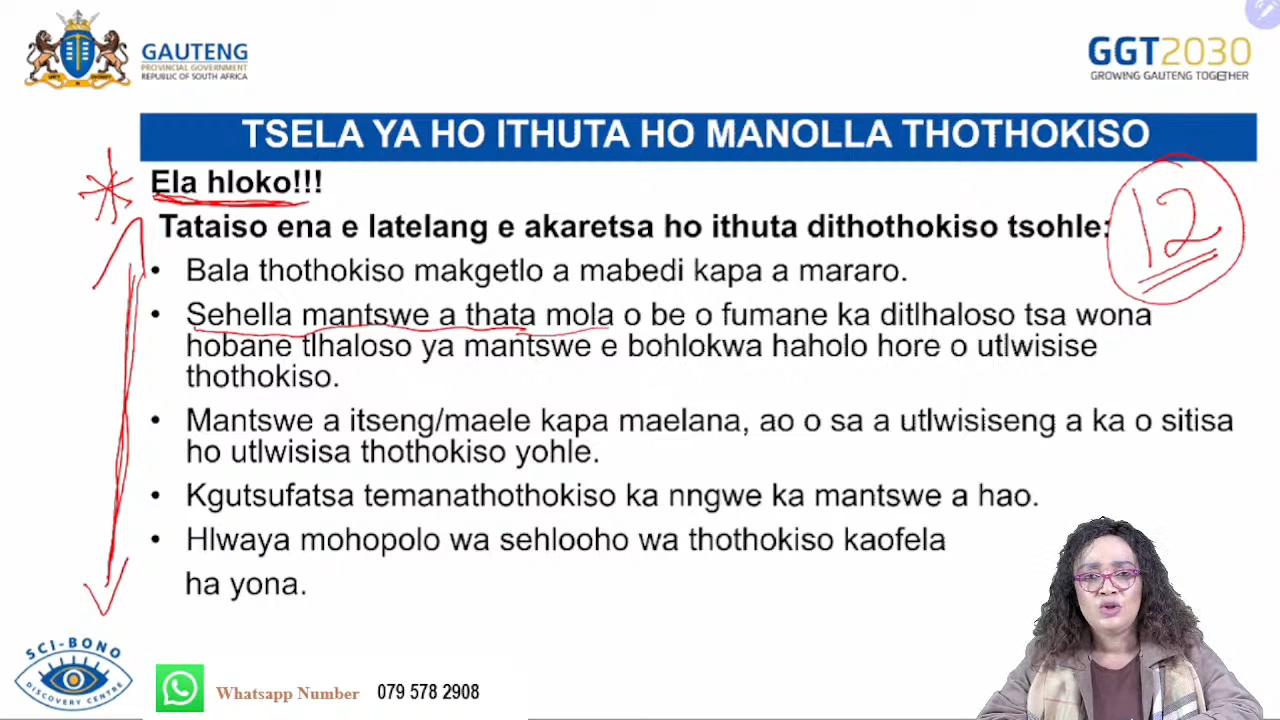 GAUTENG
PROVINCIAL GOVERNMENT
REPUBLIC OF SOUTH AFRICA
GGT2030
GROWING GAUTENG TOGETHER
TSELA YA HO ITHUTA HO MANOLLA THOTHOKISO
Ela hloko!!!
12
Tataiso ena e latelang e akaretsa ho ithuta dithothokiso tsohle:
• Bala thothokiso makgetlo a mabedi kapa a mararo.
• Sehella mantswe a thata mola o be o fumane ka ditlhaloso tsa wona
hobane tlhaloso ya mantswe e bohlokwa haholo hore o utlwisise
thothokiso.
• Mantswe a itseng/maele kapa maelana, ao o sa a utlwisiseng a ka o sitisa
ho utlwisisa thothokiso yohle.
• Kgutsufatsa temanathothokiso ka nngwe ka mantswe a hao.
• Hlwaya mohopolo wa sehlooho wa thothokiso kaofela
ha yona.
SCI-BONO
DISCOVERY CENTRE
Whatsapp Number 079 578 2908